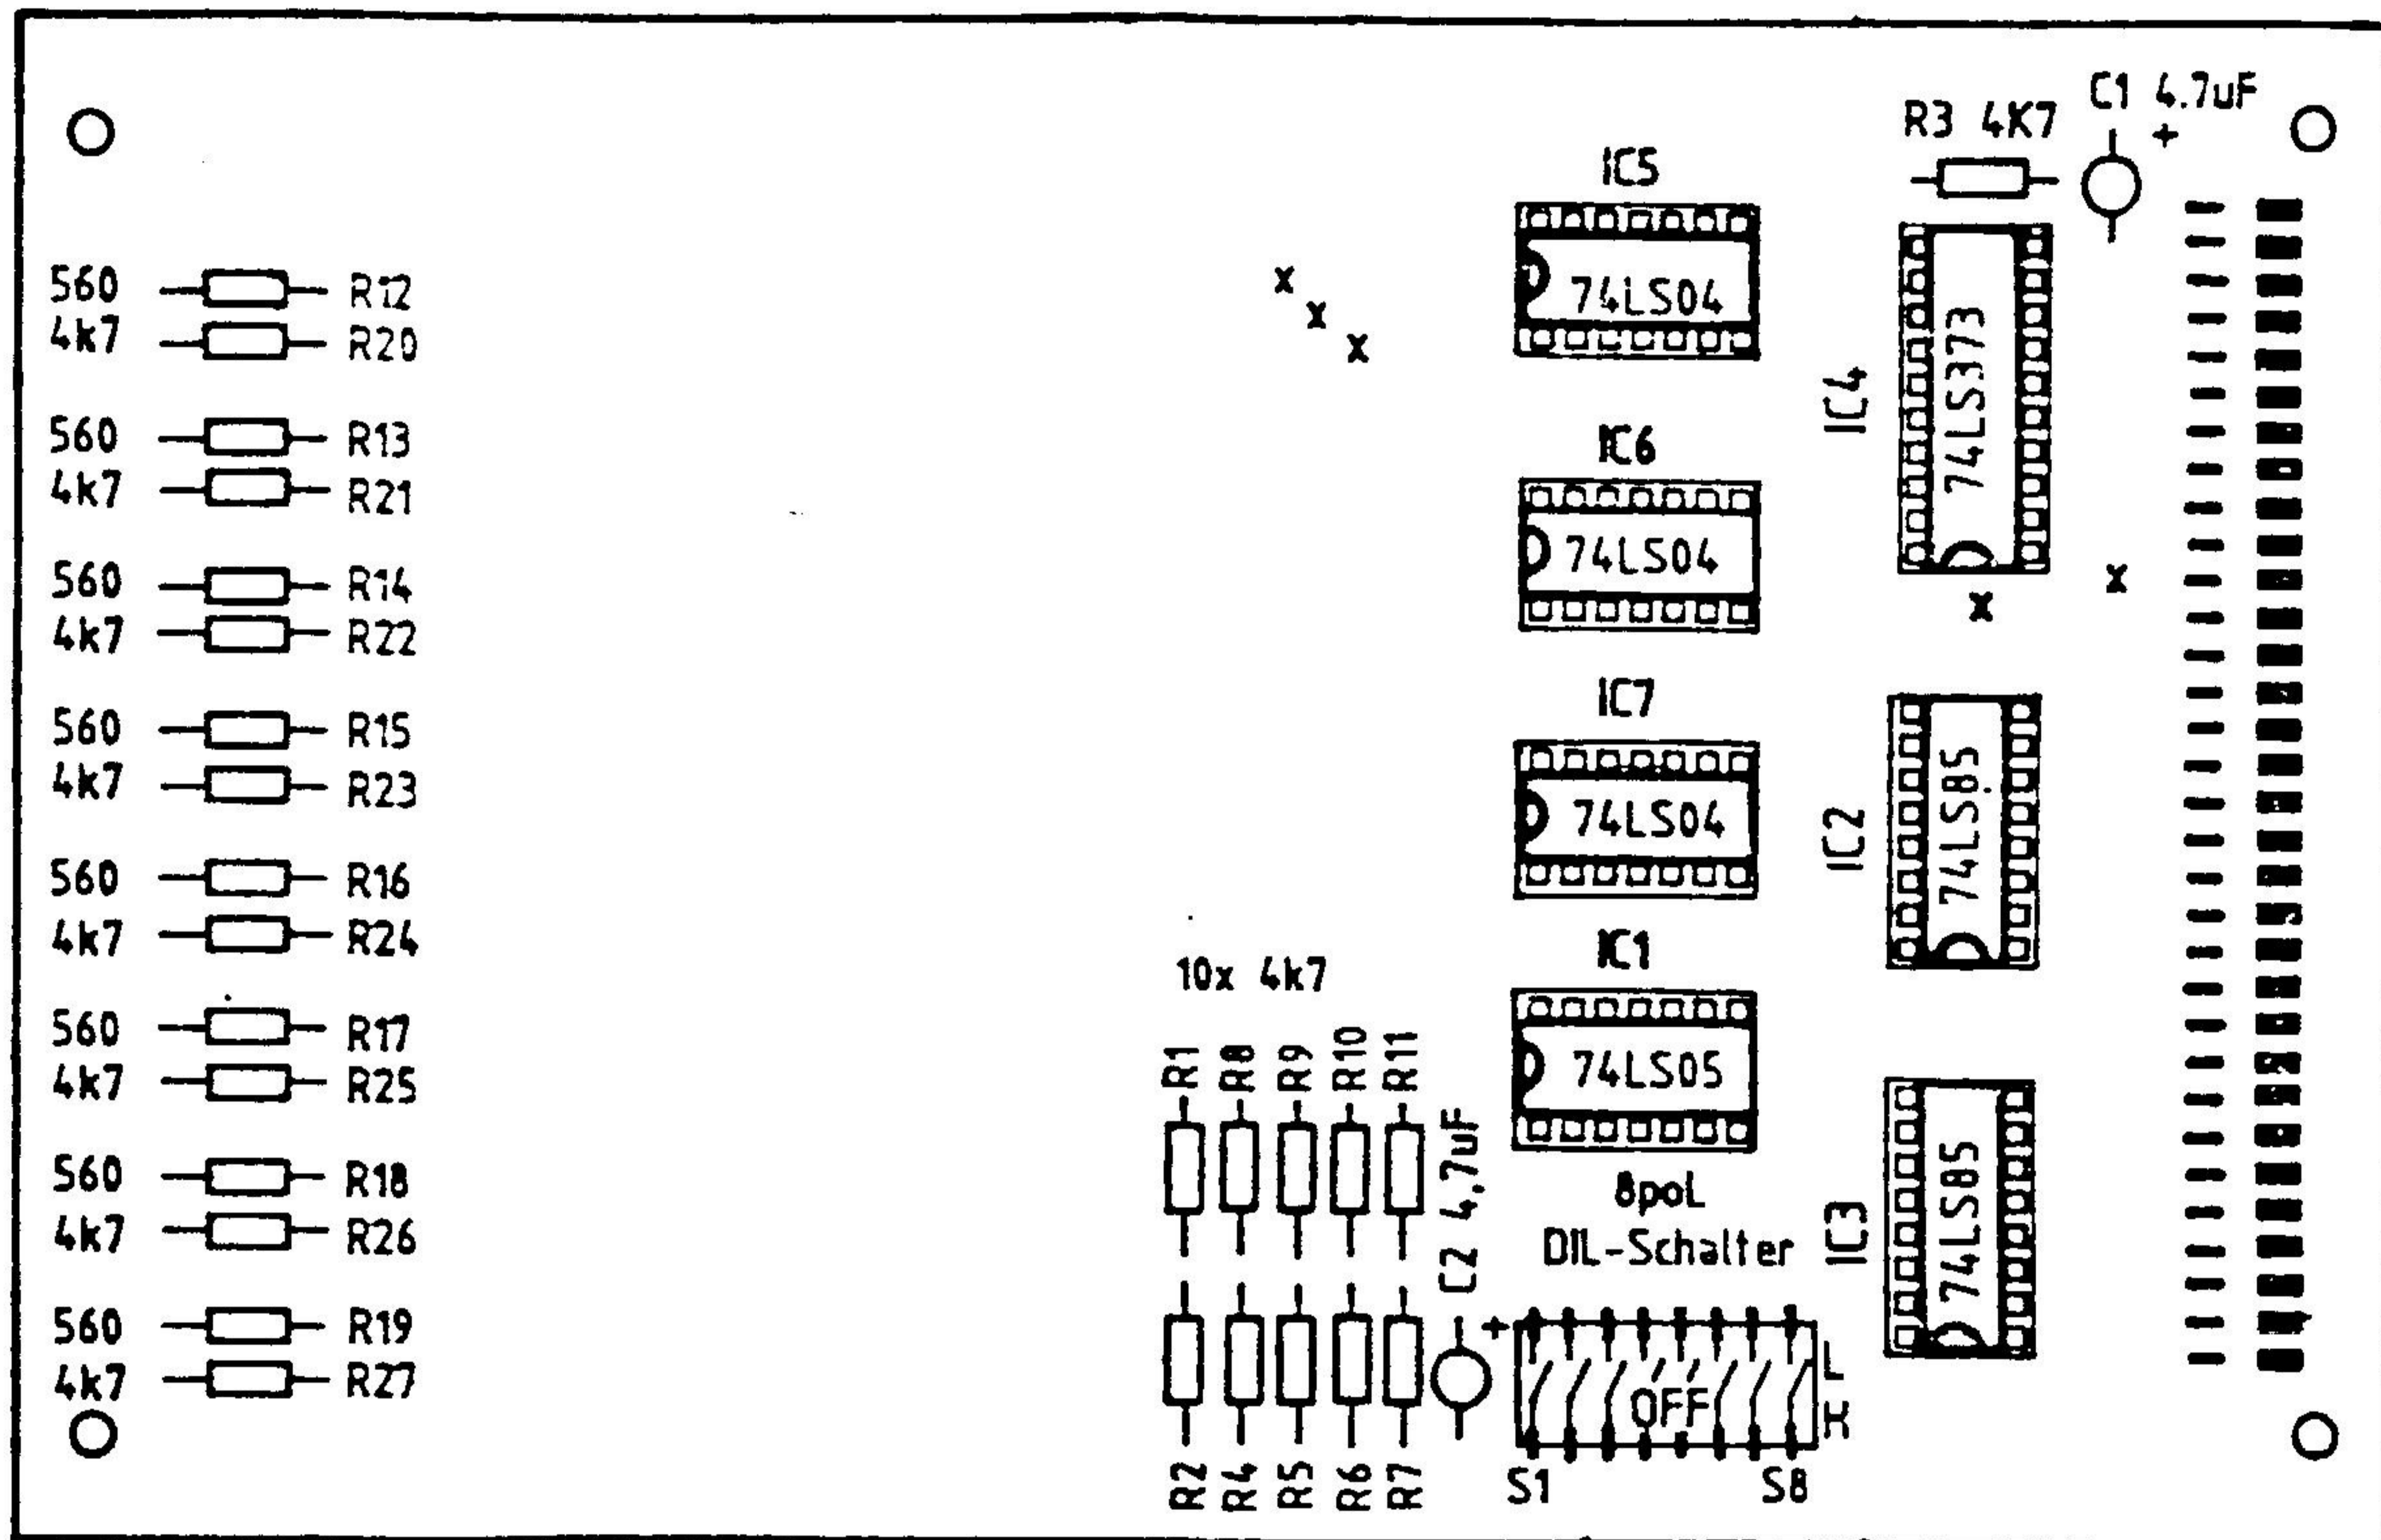 560 R12
4k7 R20
560 R13
4k7 R21
560 R14
4k7 R22
560 R15
4k7 R23
560 R16
4k7 R24
560 R17
4k7 R25
560 R18
4k7 R26
560 R19
4k7 R27
x
x
x
10x 4k7
R1 R8 R9 R10 R11
R2 R4 R5 R6 R7
C2 4,7uF
+
IC5
74LS04
IC6
74LS04
IC7
74LS04
IC1
74LS05
8poL
DIL-Schalter
OFF
L
H
S1 S8
R3 4K7
C1 4.7uF
+
IC4
74LS373
x
x
IC2
74LS85
IC3
74LS85